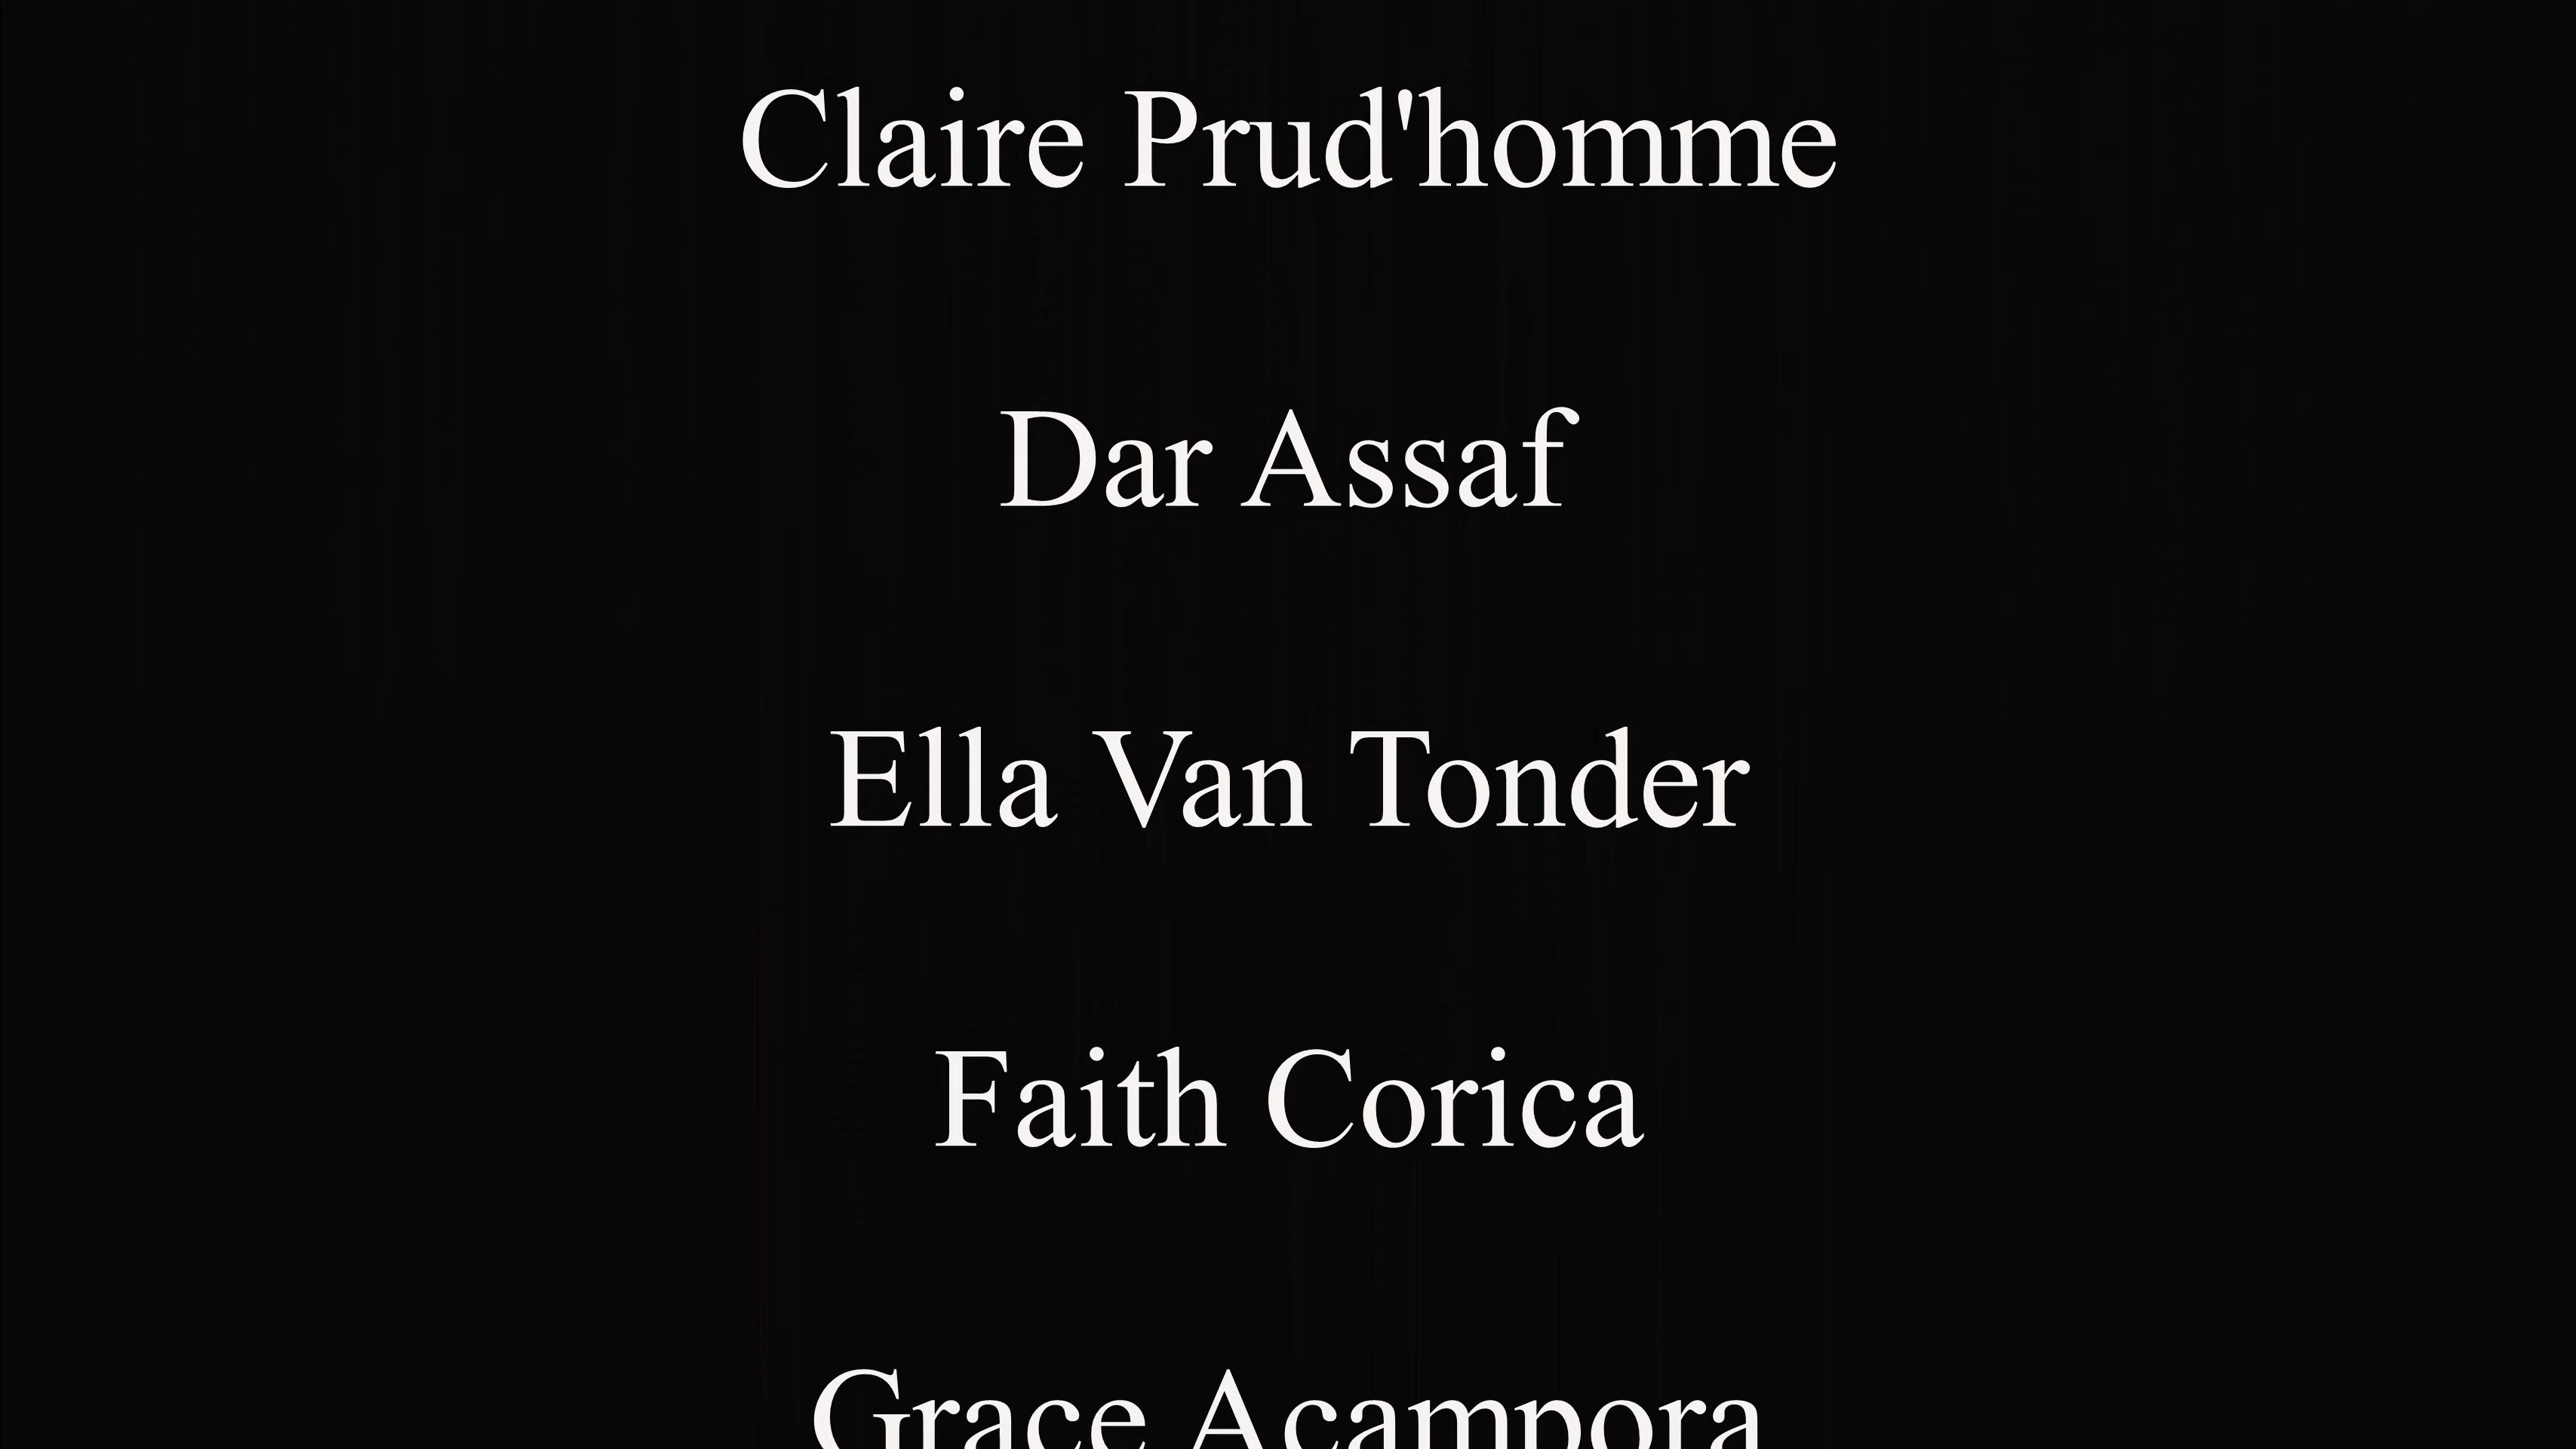 Claire Prud'homme
Dar Assaf
Ella Van Tonder
Faith Corica
Grace Acampora